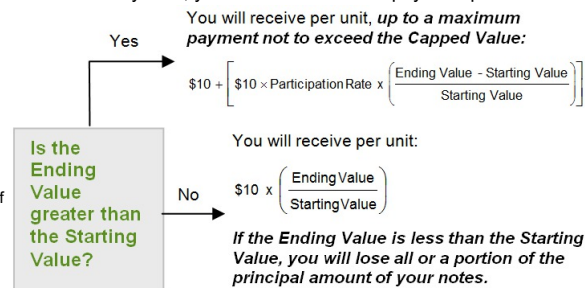 You will receive per unit, up to a maximum
Yes
payment not to exceed the Capped Value:
$10 + [ $10 × Participation Rate x ( Ending Value - Starting Value / Starting Value ) ]
Is the
Ending
Value
greater than
the Starting
Value?
No
You will receive per unit:
$10 x ( Ending Value / Starting Value )
If the Ending Value is less than the Starting
Value, you will lose all or a portion of the
principal amount of your notes.